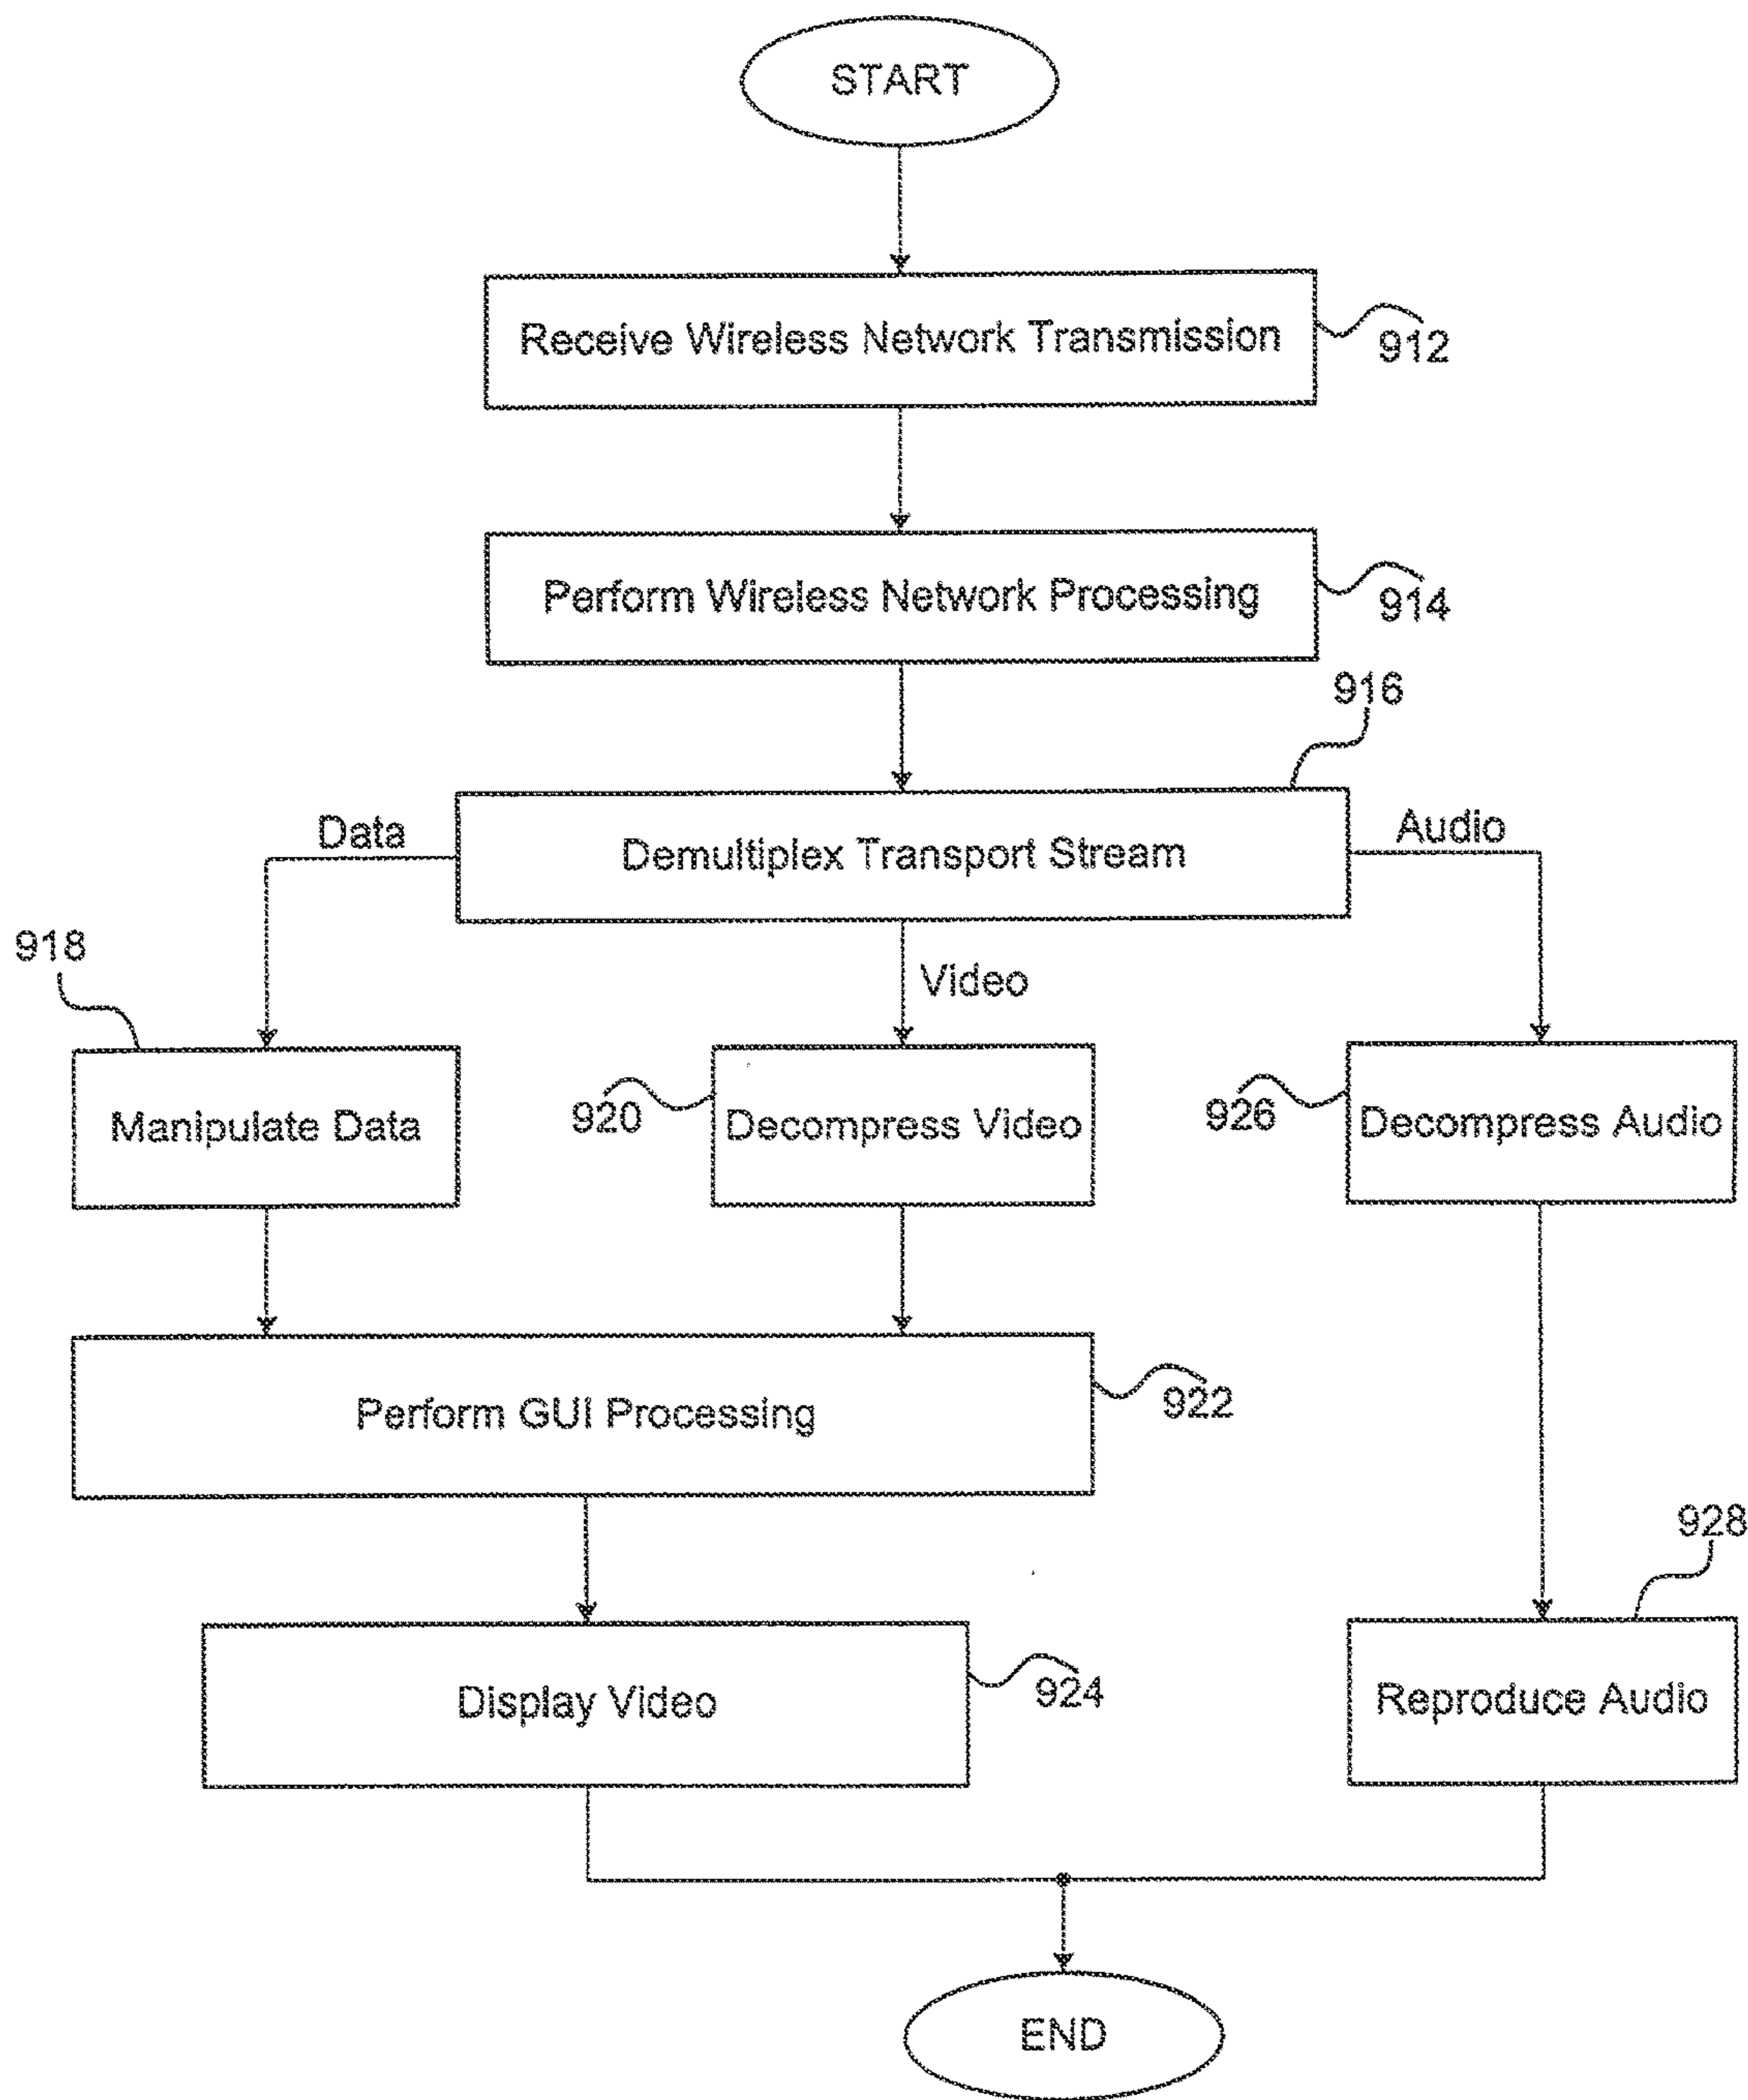 START
Receive Wireless Network Transmission
912
Perform Wireless Network Processing
914
916
Data
Demultiplex Transport Stream
Audio
918
Video
Manipulate Data
920
Decompress Video
926
Decompress Audio
Perform GUI Processing
922
928
Display Video
924
Reproduce Audio
END